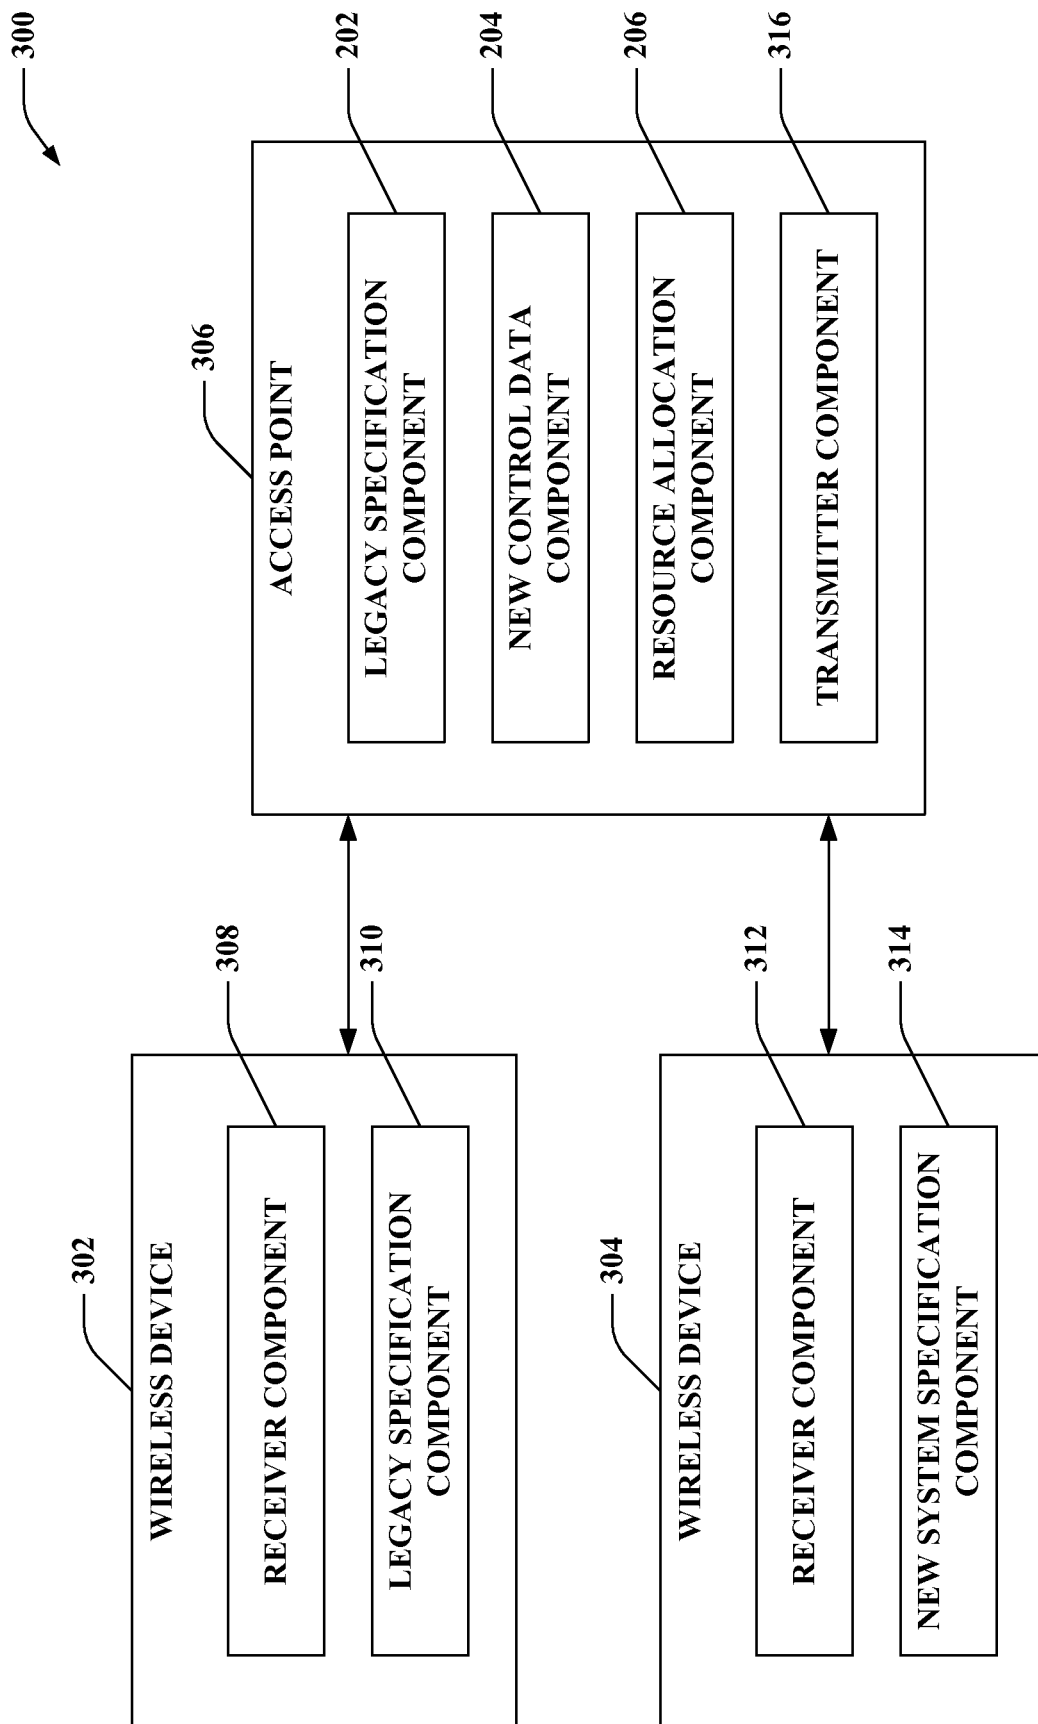 300
306
ACCESS POINT
202
LEGACY SPECIFICATION
COMPONENT
204
NEW CONTROL DATA
COMPONENT
206
RESOURCE ALLOCATION
COMPONENT
316
TRANSMITTER COMPONENT
302
WIRELESS DEVICE
308
RECEIVER COMPONENT
310
LEGACY SPECIFICATION
COMPONENT
304
WIRELESS DEVICE
312
RECEIVER COMPONENT
314
NEW SYSTEM SPECIFICATION
COMPONENT